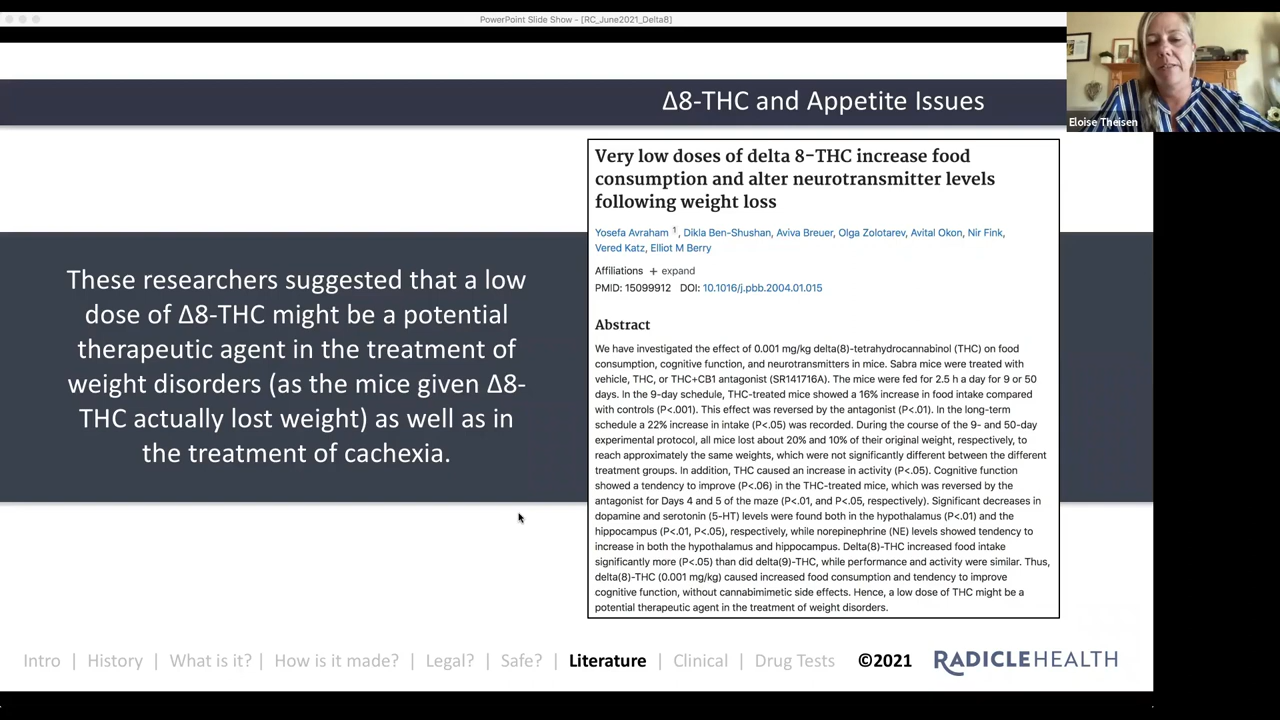 PowerPoint Slide Show - [RC_June2021_Delta8]
Eloise Theisen
Δ8-THC and Appetite Issues
These researchers suggested that a low
dose of Δ8-THC might be a potential
therapeutic agent in the treatment of
weight disorders (as the mice given Δ8-
THC actually lost weight) as well as in
the treatment of cachexia.
Very low doses of delta 8-THC increase food
consumption and alter neurotransmitter levels
following weight loss
Yosefa Avraham 1, Dikla Ben-Shushan, Aviva Breuer, Olga Zolotarev, Avital Okon, Nir Fink,
Vered Katz, Elliot M Berry
Affiliations + expand
PMID: 15099912 DOI: 10.1016/j.pbb.2004.01.015
Abstract
We have investigated the effect of 0.001 mg/kg delta(8)-tetrahydrocannabinol (THC) on food
consumption, cognitive function, and neurotransmitters in mice. Sabra mice were treated with
vehicle, THC, or THC+CB1 antagonist (SR141716A). The mice were fed for 2.5 h a day for 9 or 50
days. In the 9-day schedule, THC-treated mice showed a 16% increase in food intake compared
with controls (P<.001). This effect was reversed by the antagonist (P<.01). In the long-term
schedule a 22% increase in intake (P<.05) was recorded. During the course of the 9- and 50-day
experimental protocol, all mice lost about 20% and 10% of their original weight, respectively, to
reach approximately the same weights, which were not significantly different between the different
treatment groups. In addition, THC caused an increase in activity (P<.05). Cognitive function
showed a tendency to improve (P<.06) in the THC-treated mice, which was reversed by the
antagonist for Days 4 and 5 of the maze (P<.01, and P<.05, respectively). Significant decreases in
dopamine and serotonin (5-HT) levels were found both in the hypothalamus (P<.01) and the
hippocampus (P<.01, P<.05), respectively, while norepinephrine (NE) levels showed tendency to
increase in both the hypothalamus and hippocampus. Delta(8)-THC increased food intake
significantly more (P<.05) than did delta(9)-THC, while performance and activity were similar. Thus,
delta(8)-THC (0.001 mg/kg) caused increased food consumption and tendency to improve
cognitive function, without cannabimimetic side effects. Hence, a low dose of THC might be a
potential therapeutic agent in the treatment of weight disorders.
Intro | History | What is it? | How is it made? | Legal? | Safe? | Literature | Clinical | Drug Tests ©2021 RADICLEHEALTH